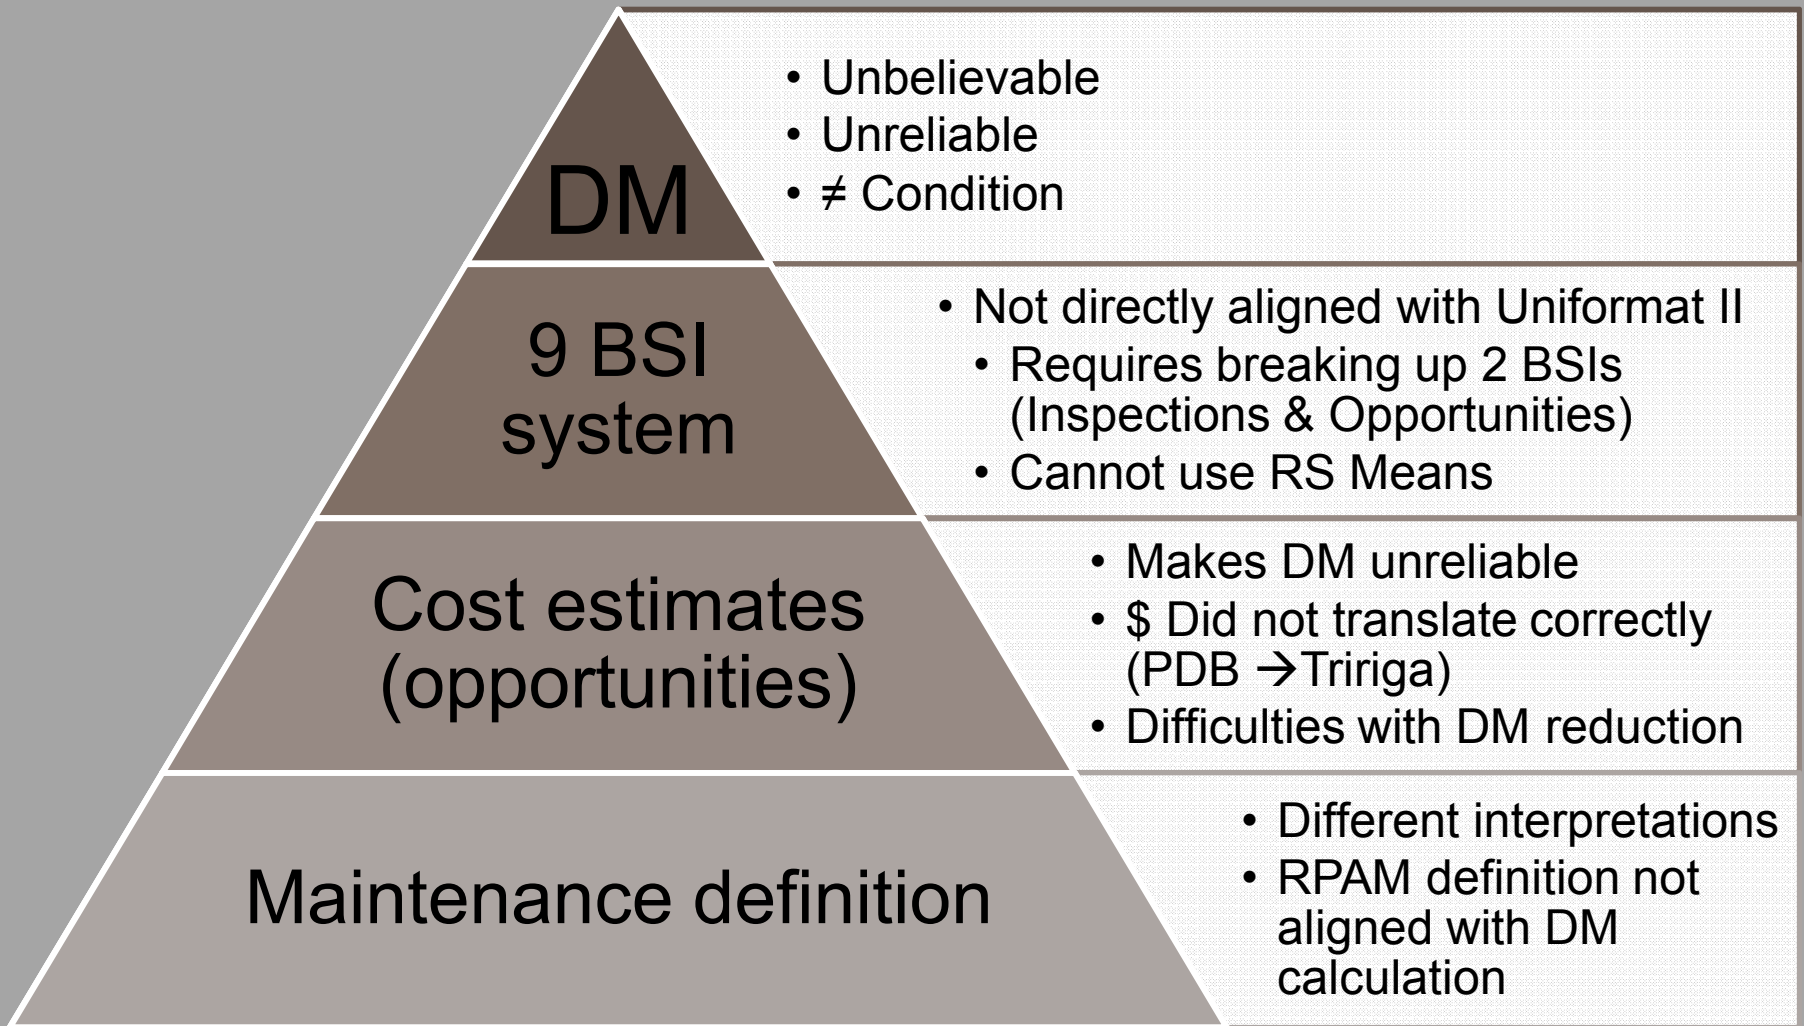 DM
• Unbelievable
• Unreliable
• ≠ Condition
9 BSI
system
• Not directly aligned with Uniformat II
• Requires breaking up 2 BSIs
(Inspections & Opportunities)
• Cannot use RS Means
Cost estimates
(opportunities)
• Makes DM unreliable
• $ Did not translate correctly
(PDB →Tririga)
• Difficulties with DM reduction
Maintenance definition
• Different interpretations
• RPAM definition not
aligned with DM
calculation